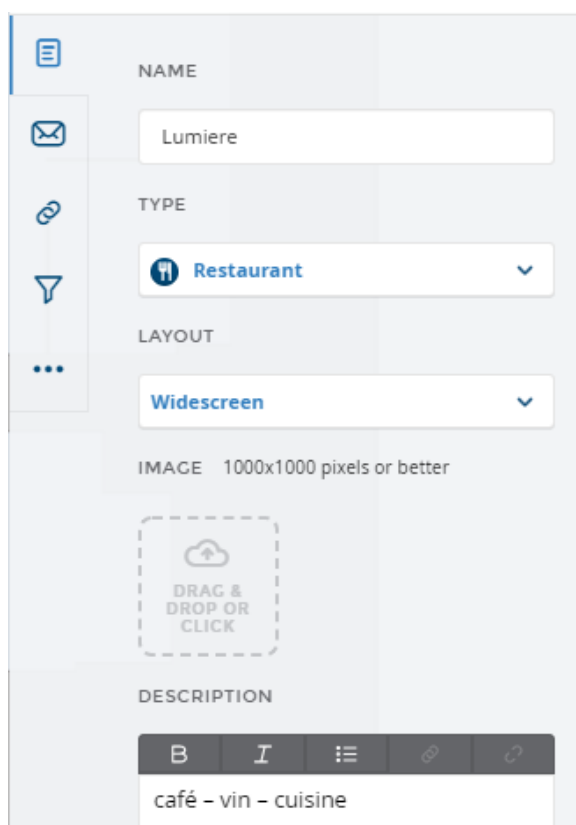 NAME
Lumiere
TYPE
Restaurant
LAYOUT
Widescreen
IMAGE 1000x1000 pixels or better
DRAG &
DROP OR
CLICK
DESCRIPTION
B I
café – vin – cuisine